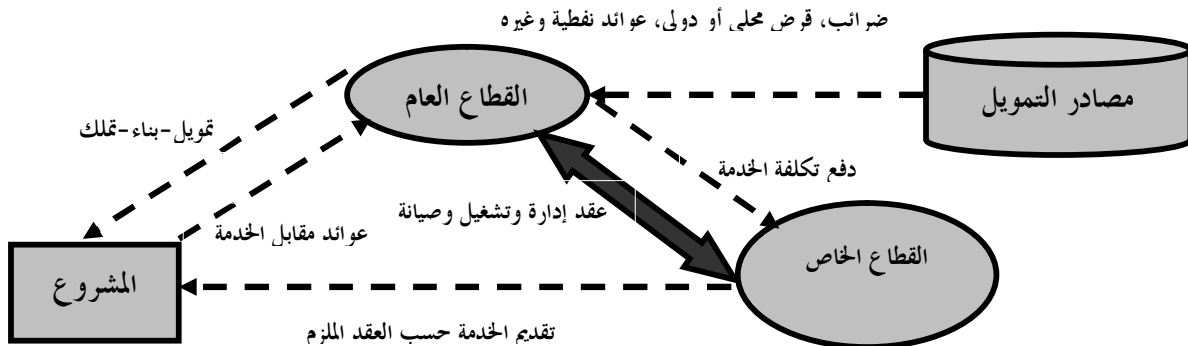 ضرائب، قرض محلي أو دولي، عوائد نفطية وغيره
مصادر التمويل
القطاع العام
تمويل-بناء-تملك
دفع تكلفة الخدمة
عقد إدارة وتشغيل وصيانة
عوائد مقابل الخدمة
القطاع الخاص
المشروع
تقديم الخدمة حسب العقد الملزم